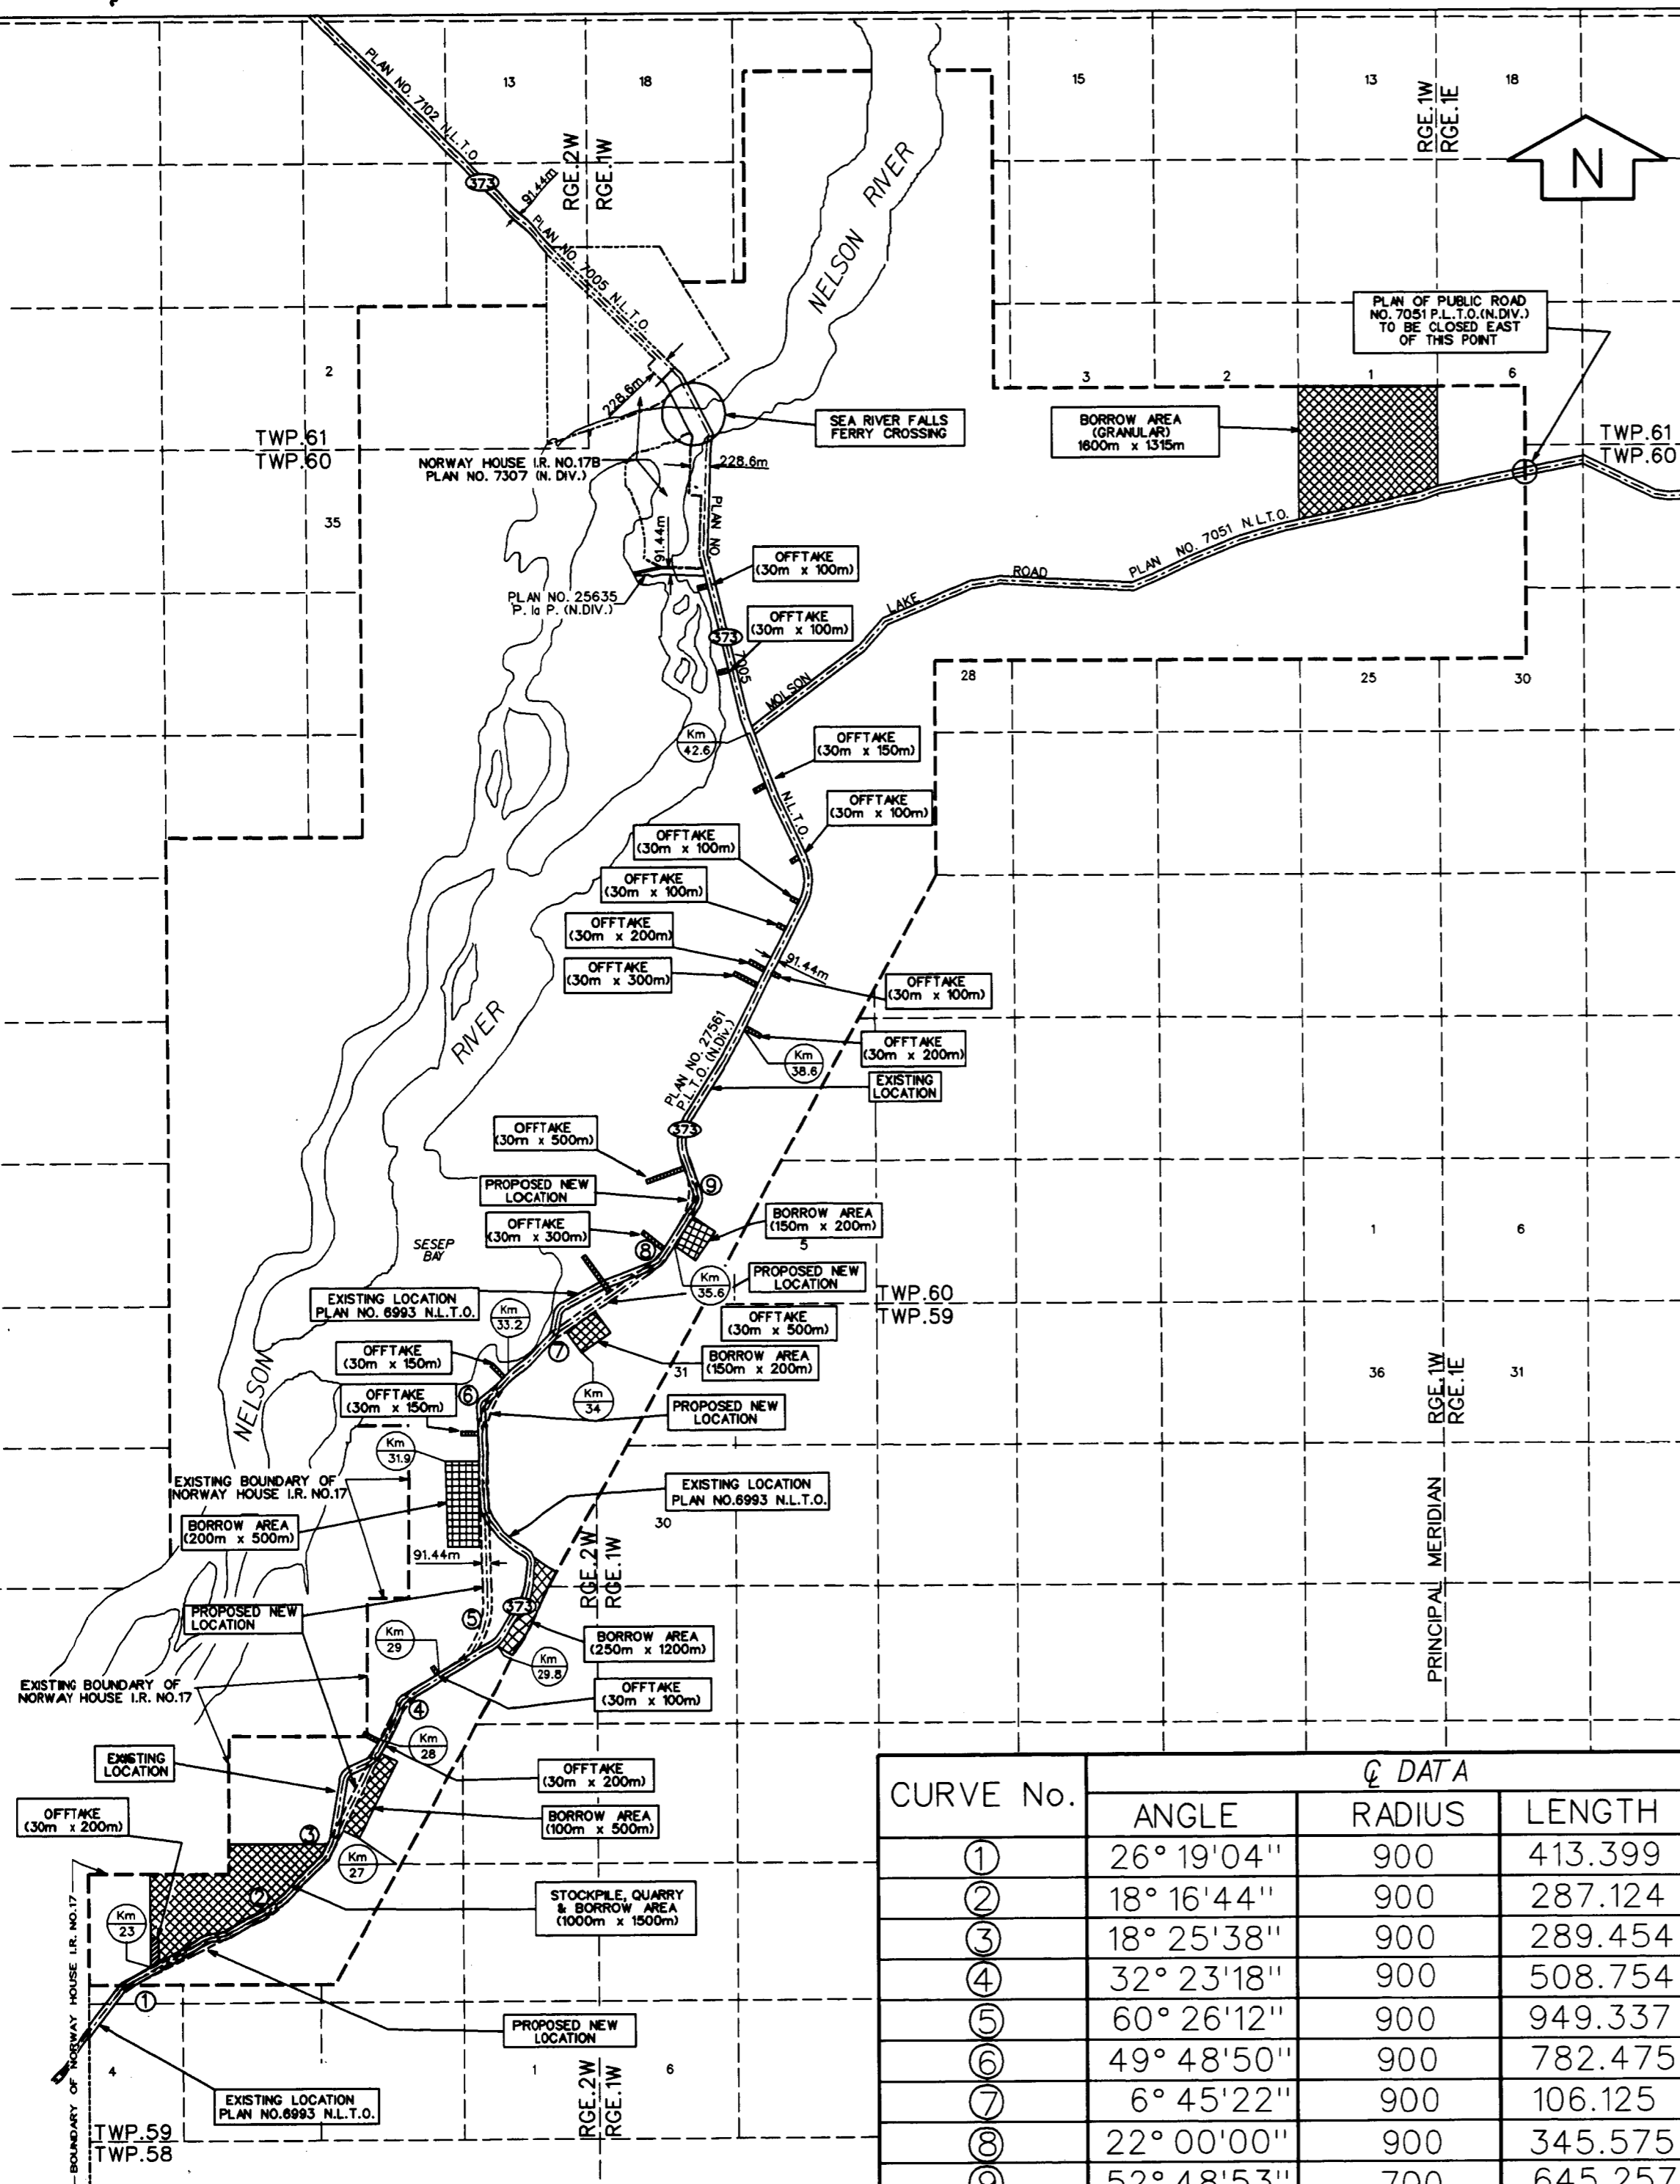 13
18
15
13
18
RGE.1W
RGE.1E
N
PLAN NO. 7102 N.L.T.O.
373
91.44m
RGE.2W
RGE.1W
PLAN NO. 7005 N.L.T.O.
NELSON RIVER
PLAN OF PUBLIC ROAD
NO. 7051 P.L.T.O.(N.DIV.)
TO BE CLOSED EAST
OF THIS POINT
2
3
2
1
6
228.6m
SEA RIVER FALLS
FERRY CROSSING
BORROW AREA
(GRANULAR)
1600m x 1315m
TWP.61
TWP.60
TWP.61
TWP.60
NORWAY HOUSE I.R. NO.17B
PLAN NO. 7307 (N. DIV.)
228.6m
35
PLAN NO.
91.44m
OFFTAKE
(30m x 100m)
PLAN NO. 25635
P. la P. (N.DIV.)
OFFTAKE
(30m x 100m)
373
7005
MOLSON LAKE ROAD PLAN NO. 7051 N.L.T.O.
28
25
30
Km
42.6
OFFTAKE
(30m x 150m)
N.L.T.O.
OFFTAKE
(30m x 100m)
OFFTAKE
(30m x 100m)
OFFTAKE
(30m x 100m)
OFFTAKE
(30m x 200m)
OFFTAKE
(30m x 300m)
91.44m
OFFTAKE
(30m x 100m)
RIVER
PLAN NO. 27561
P.L.T.O. (N.Div.)
OFFTAKE
(30m x 200m)
Km
38.6
EXISTING
LOCATION
373
OFFTAKE
(30m x 500m)
PROPOSED NEW
LOCATION
9
OFFTAKE
(30m x 300m)
BORROW AREA
(150m x 200m)
5
1
6
SESEP
BAY
8
PROPOSED NEW
LOCATION
Km
35.6
EXISTING LOCATION
PLAN NO. 6993 N.L.T.O.
TWP.60
TWP.59
Km
33.2
OFFTAKE
(30m x 500m)
7
OFFTAKE
(30m x 150m)
BORROW AREA
(150m x 200m)
31
36
31
OFFTAKE
(30m x 150m)
6
Km
34
PROPOSED NEW
LOCATION
NELSON
RGE.1W
RGE.1E
Km
31.9
EXISTING BOUNDARY OF
NORWAY HOUSE I.R. NO.17
EXISTING LOCATION
PLAN NO.6993 N.L.T.O.
30
BORROW AREA
(200m x 500m)
91.44m
RGE.2W
RGE.1W
PRINCIPAL MERIDIAN
PROPOSED NEW
LOCATION
5
373
Km
29
BORROW AREA
(250m x 1200m)
Km
29.8
EXISTING BOUNDARY OF
NORWAY HOUSE I.R. NO.17
OFFTAKE
(30m x 100m)
4
Km
28
EXISTING
LOCATION
OFFTAKE
(30m x 200m)
OFFTAKE
(30m x 200m)
BORROW AREA
(100m x 500m)
3
Km
27
2
STOCKPILE, QUARRY
& BORROW AREA
(1000m x 1500m)
Km
23
BOUNDARY OF NORWAY HOUSE I.R. NO.17
1
PROPOSED NEW
LOCATION
4
1
6
RGE.2W
RGE.1W
EXISTING LOCATION
PLAN NO.6993 N.L.T.O.
TWP.59
TWP.58
CURVE No. ℄ DATA
ANGLE RADIUS LENGTH
1 26°19'04" 900 413.399
2 18°16'44" 900 287.124
3 18°25'38" 900 289.454
4 32°23'18" 900 508.754
5 60°26'12" 900 949.337
6 49°48'50" 900 782.475
7 6°45'22" 900 106.125
8 22°00'00" 900 345.575
9 52°48'53" 700 645.257